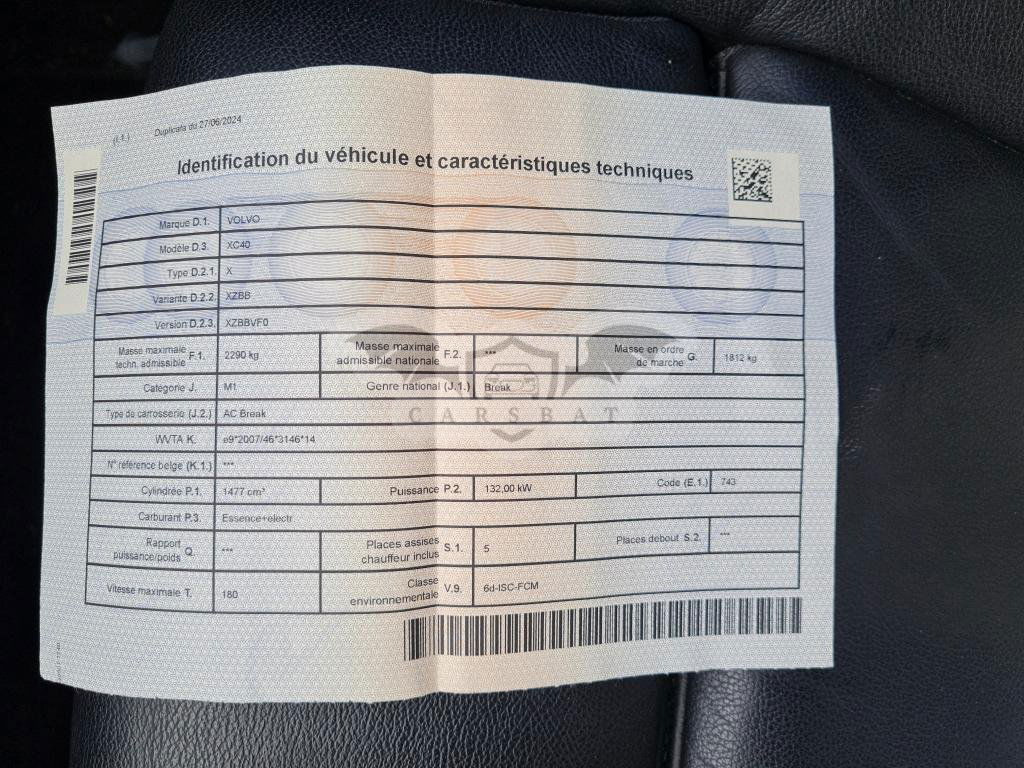 (I.1.) Duplicata du 27/06/2024
Identification du véhicule et caractéristiques techniques
Marque D.1. VOLVO
Modèle D.3. XC40
Type D.2.1. X
Variante D.2.2. XZBB
Version D.2.3. XZBBVF0
Masse maximale techn. admissible F.1. 2290 kg Masse maximale admissible nationale F.2. *** Masse en ordre de marche G. 1812 kg
Catégorie J. M1 Genre national (J.1.) Break
Type de carrosserie (J.2.) AC Break
CARSBAT
WVTA K. e9*2007/46*3146*14
N° référence belge (K.1.) ***
Cylindrée P.1. 1477 cm³ Puissance P.2. 132,00 kW Code (E.1.) 743
Carburant P.3. Essence+electr.
Rapport puissance/poids Q. *** Places assises chauffeur inclus S.1. 5 Places debout S.2. ***
Vitesse maximale T. 180 Classe environnementale V.9. 6d-ISC-FCM